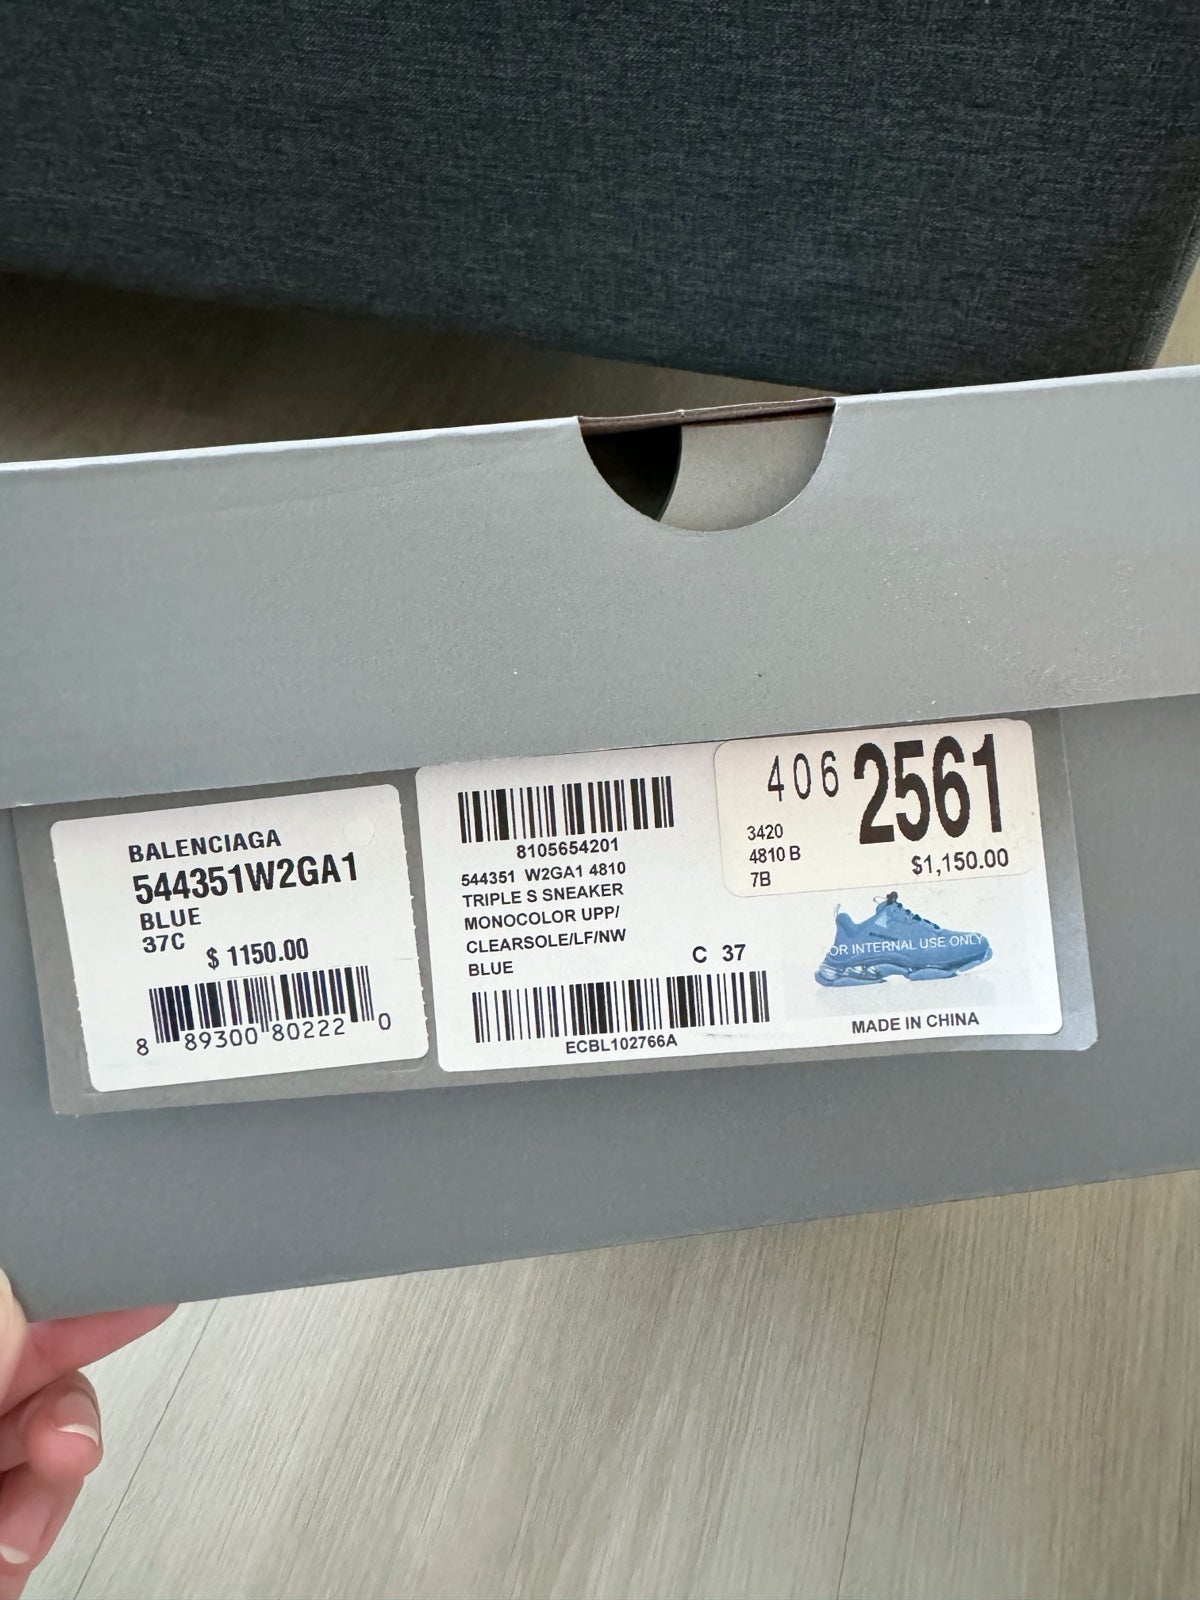 BALENCIAGA
544351W2GA1
BLUE
37C
$ 1150.00
8 89300 80222 0
8105654201
544351 W2GA1 4810
TRIPLE S SNEAKER
MONOCOLOR UPP/
CLEARSOLE/LF/NW
BLUE
C 37
ECBL102766A
406 2561
3420
4810 B
7B
$1,150.00
OR INTERNAL USE ONLY
MADE IN CHINA